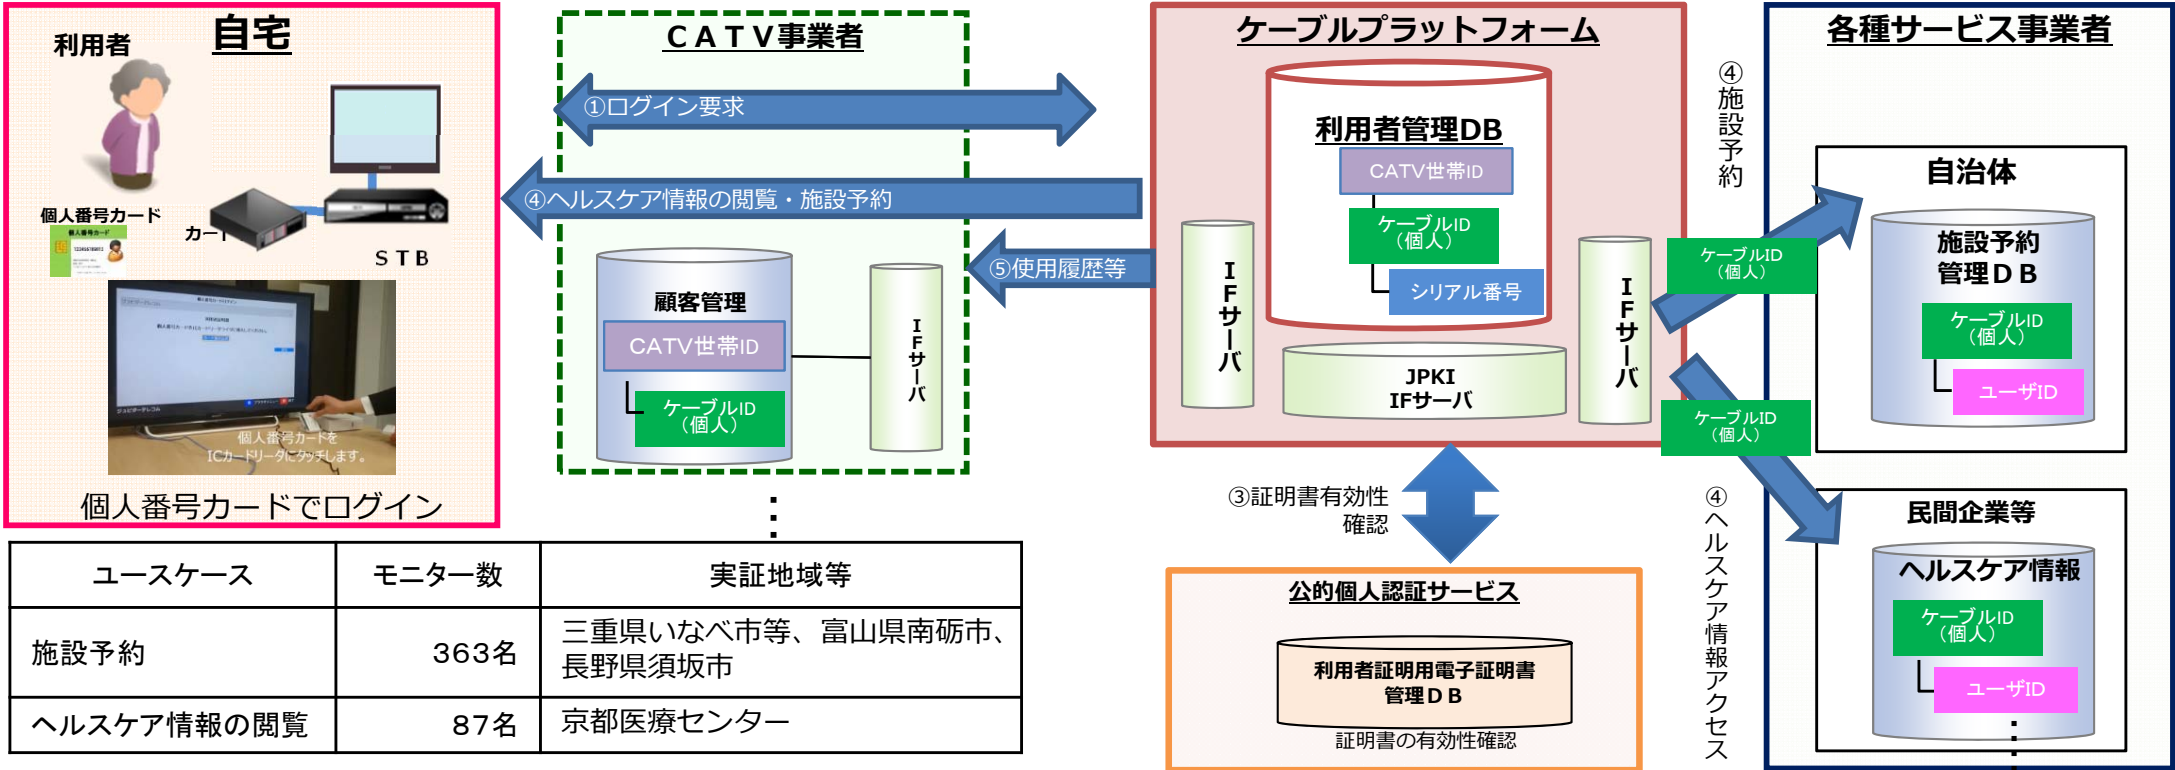 自宅
利用者
個人番号カード
個人番号カード
カード
STB
個人番号カードを
ICカードリーダにタッチします。
個人番号カードでログイン
CATV事業者
①ログイン要求
④ヘルスケア情報の閲覧・施設予約
⑤使用履歴等
顧客管理
CATV世帯ID
ケーブルID
（個人）
IFサーバ
ケーブルプラットフォーム
利用者管理DB
CATV世帯ID
ケーブルID
（個人）
シリアル番号
IFサーバ
JPKI
IFサーバ
IFサーバ
③証明書有効性
確認
公的個人認証サービス
利用者証明用電子証明書
管理DB
証明書の有効性確認
④施設予約
ケーブルID
（個人）
ケーブルID
（個人）
④ヘルスケア情報アクセス
各種サービス事業者
自治体
施設予約
管理DB
ケーブルID
（個人）
ユーザID
民間企業等
ヘルスケア情報
ケーブルID
（個人）
ユーザID
ユースケース モニター数 実証地域等
施設予約 363名 三重県いなべ市等、富山県南砺市、
長野県須坂市
ヘルスケア情報の閲覧 87名 京都医療センター